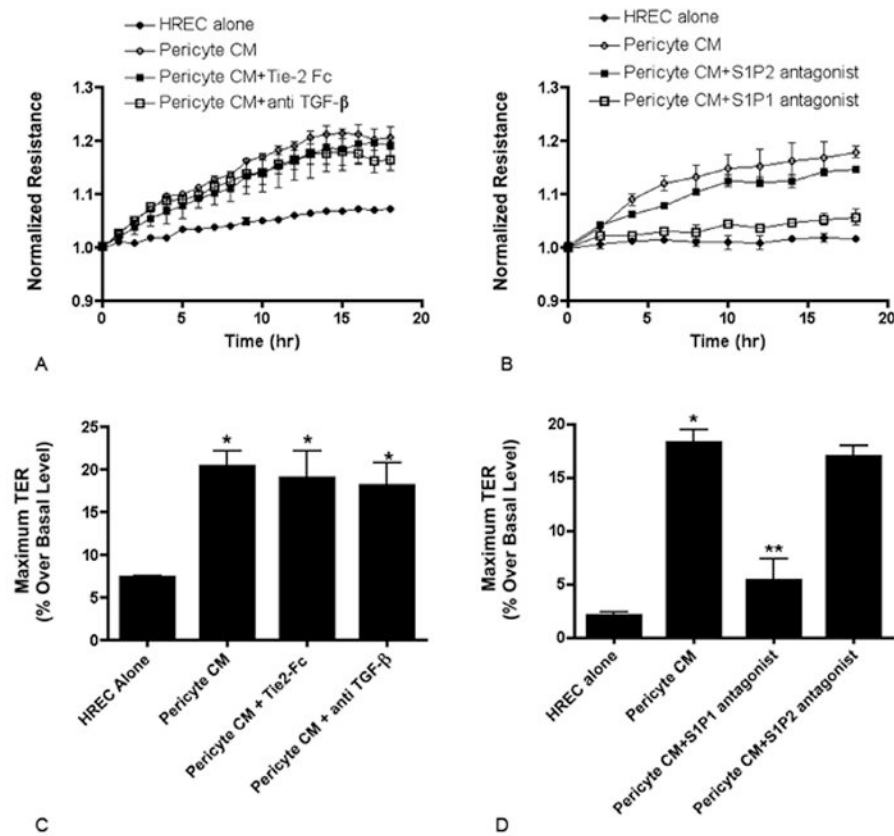 HREC alone
Pericyte CM
Pericyte CM+Tie-2 Fc
Pericyte CM+anti TGF-β
1.3
1.2
1.1
1.0
0.9
Normalized Resistance
0
5
10
15
20
Time (hr)
A
HREC alone
Pericyte CM
Pericyte CM+S1P2 antagonist
Pericyte CM+S1P1 antagonist
1.3
1.2
1.1
1.0
0.9
Normalized Resistance
0
5
10
15
20
Time (hr)
B
25
20
15
10
5
0
Maximum TER
(% Over Basal Level)
*
*
*
HREC Alone
Pericyte CM
Pericyte CM + Tie2-Fc
Pericyte CM + anti TGF-β
C
20
15
10
5
0
Maximum TER
(% Over Basal Level)
*
**
HREC alone
Pericyte CM
Pericyte CM+S1P1 antagonist
Pericyte CM+S1P2 antagonist
D